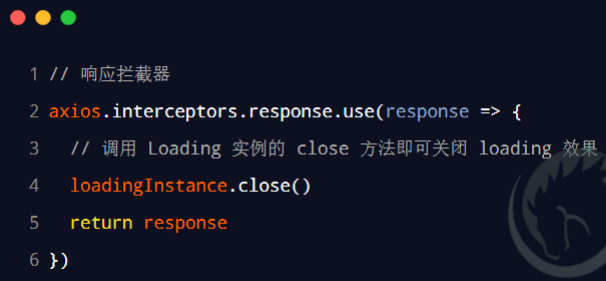 1 // 响应拦截器
2 axios.interceptors.response.use(response => {
3 // 调用 Loading 实例的 close 方法即可关闭 loading 效果
4 loadingInstance.close()
5 return response
6 })